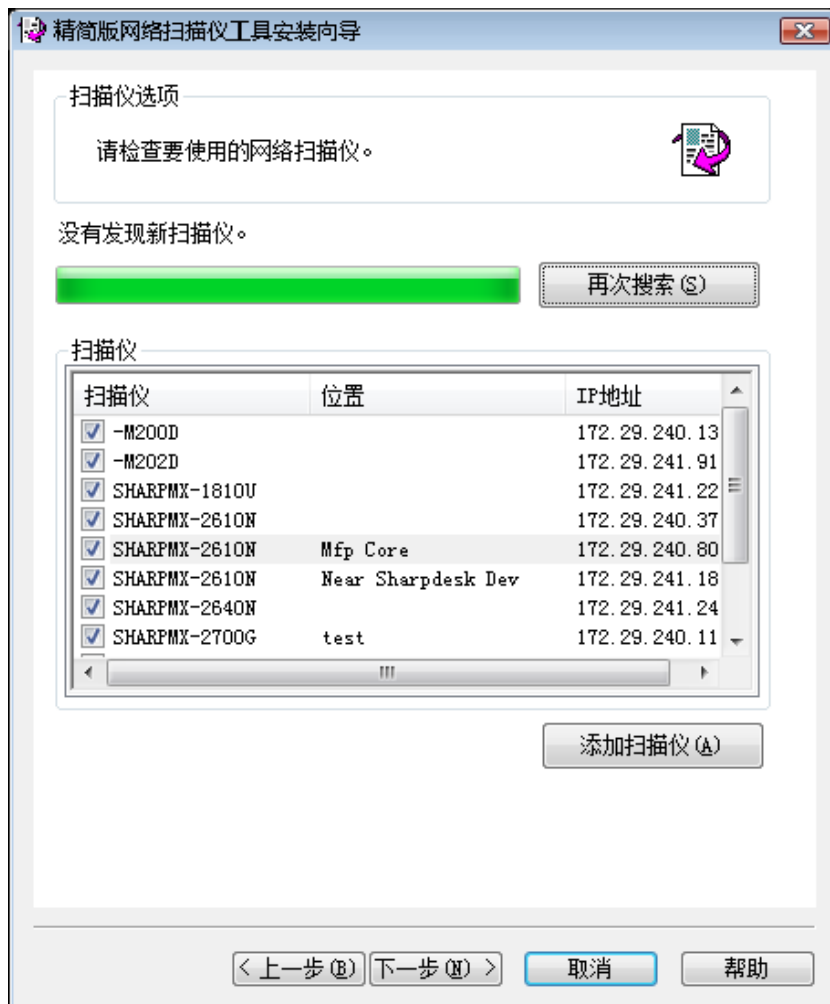 精简版网络扫描仪工具安装向导
扫描仪选项
请检查要使用的网络扫描仪。
没有发现新扫描仪。
再次搜索(S)
扫描仪
扫描仪 位置 IP地址
-M200D 172.29.240.13
-M202D 172.29.241.91
SHARPMX-1810U 172.29.241.22
SHARPMX-2610N 172.29.240.37
SHARPMX-2610N Mfp Core 172.29.240.80
SHARPMX-2610N Near Sharpdesk Dev 172.29.241.18
SHARPMX-2640N 172.29.241.24
SHARPMX-2700G test 172.29.240.11
添加扫描仪(A)
< 上一步(B) 下一步(N) > 取消 帮助